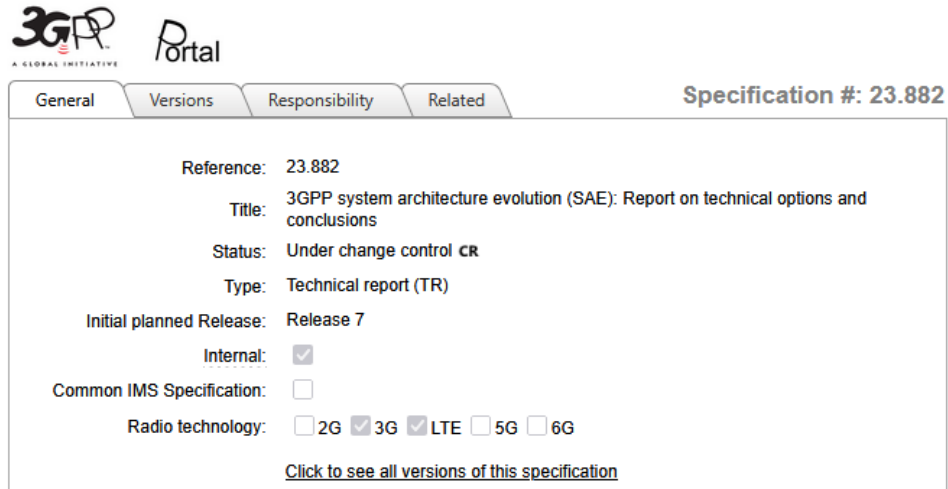 3GPP
A GLOBAL INITIATIVE
Portal
General Versions Responsibility Related
Specification #: 23.882
Reference: 23.882
Title: 3GPP system architecture evolution (SAE): Report on technical options and
conclusions
Status: Under change control CR
Type: Technical report (TR)
Initial planned Release: Release 7
Internal:
Common IMS Specification:
Radio technology: 2G 3G LTE 5G 6G
Click to see all versions of this specification